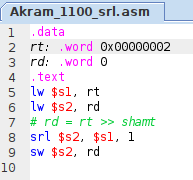 Akram_1100_srl.asm
1 .data
2 rt: .word 0x00000002
3 rd: .word 0
4 .text
5 lw $s1, rt
6 lw $s2, rd
7 # rd = rt >> shamt
8 srl $s2, $s1, 1
9 sw $s2, rd
10